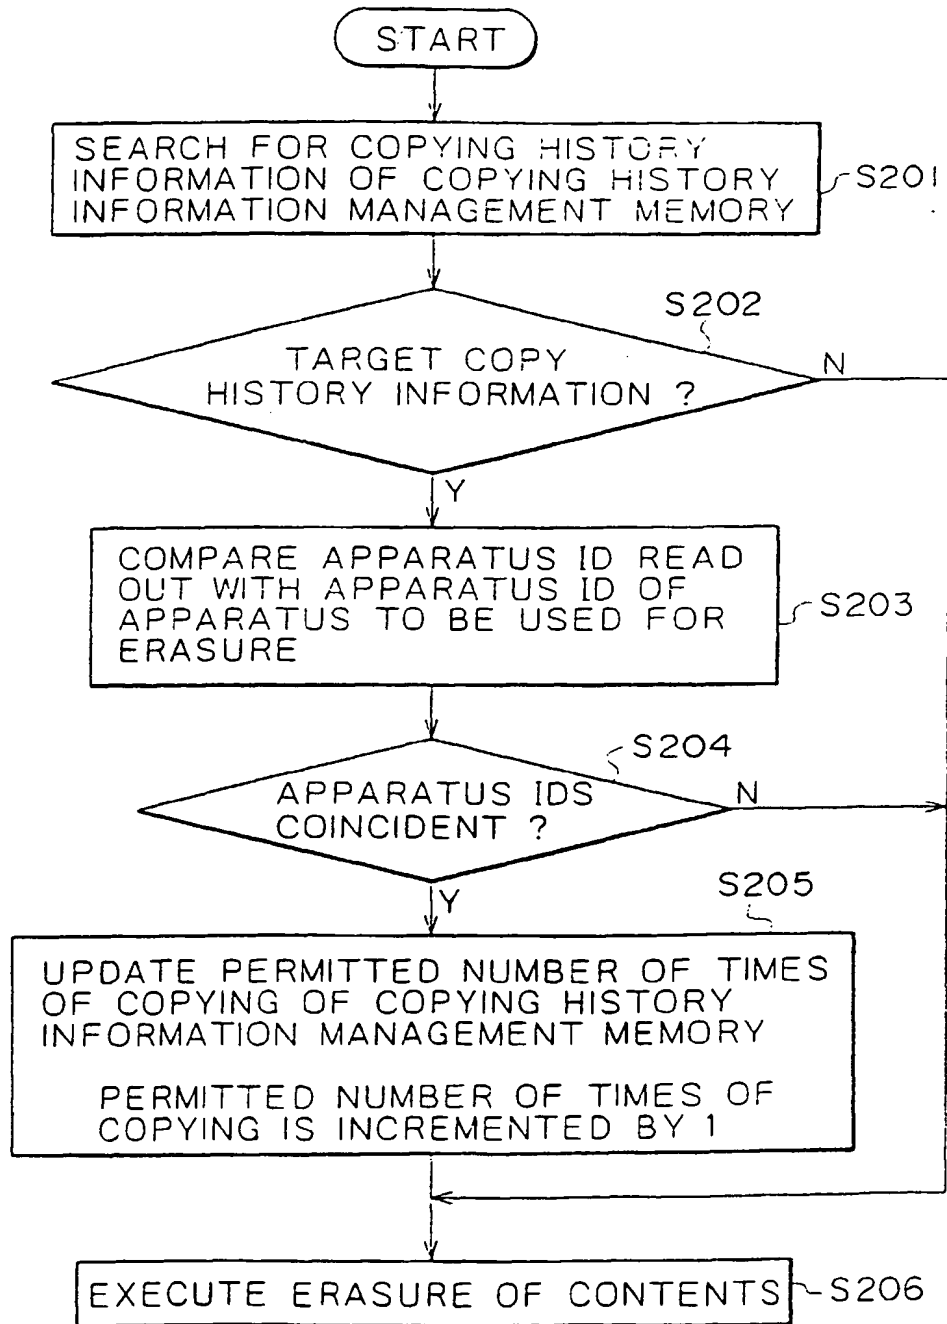 START
SEARCH FOR COPYING HISTORY
INFORMATION OF COPYING HISTORY
INFORMATION MANAGEMENT MEMORY
S201
S202
TARGET COPY
HISTORY INFORMATION ?
N
Y
COMPARE APPARATUS ID READ
OUT WITH APPARATUS ID OF
APPARATUS TO BE USED FOR
ERASURE
S203
S204
APPARATUS IDS
COINCIDENT ?
N
Y
S205
UPDATE PERMITTED NUMBER OF TIMES
OF COPYING OF COPYING HISTORY
INFORMATION MANAGEMENT MEMORY
PERMITTED NUMBER OF TIMES OF
COPYING IS INCREMENTED BY 1
EXECUTE ERASURE OF CONTENTS
S206